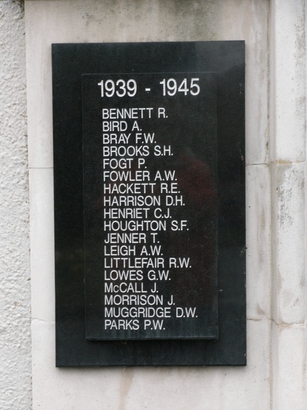 1939 - 1945
BENNETT R.
BIRD A.
BRAY F.W.
BROOKS S.H.
FOGT P.
FOWLER A.W.
HACKETT R.E.
HARRISON D.H.
HENRIET C.J.
HOUGHTON S.F.
JENNER T.
LEIGH A.W.
LITTLEFAIR R.W.
LOWES G.W.
McCALL J.
MORRISON J.
MUGGRIDGE D.W.
PARKS P.W.